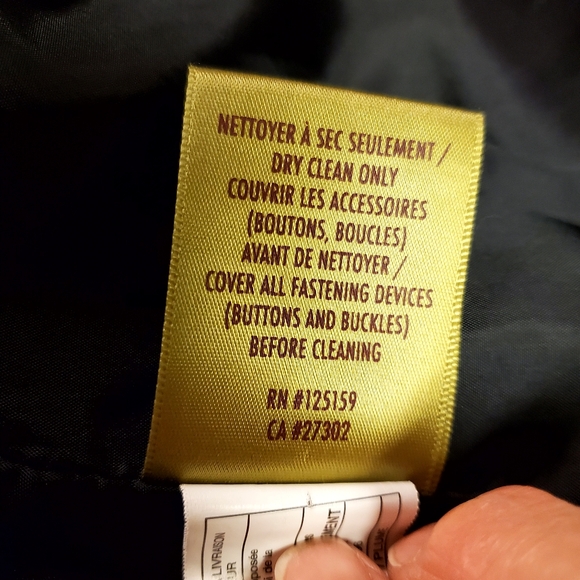 NETTOYER À SEC SEULEMENT /
DRY CLEAN ONLY
COUVRIR LES ACCESSOIRES
(BOUTONS, BOUCLES)
AVANT DE NETTOYER /
COVER ALL FASTENING DEVICES
(BUTTONS AND BUCKLES)
BEFORE CLEANING
RN #125159
CA #27302
LIVRAISON